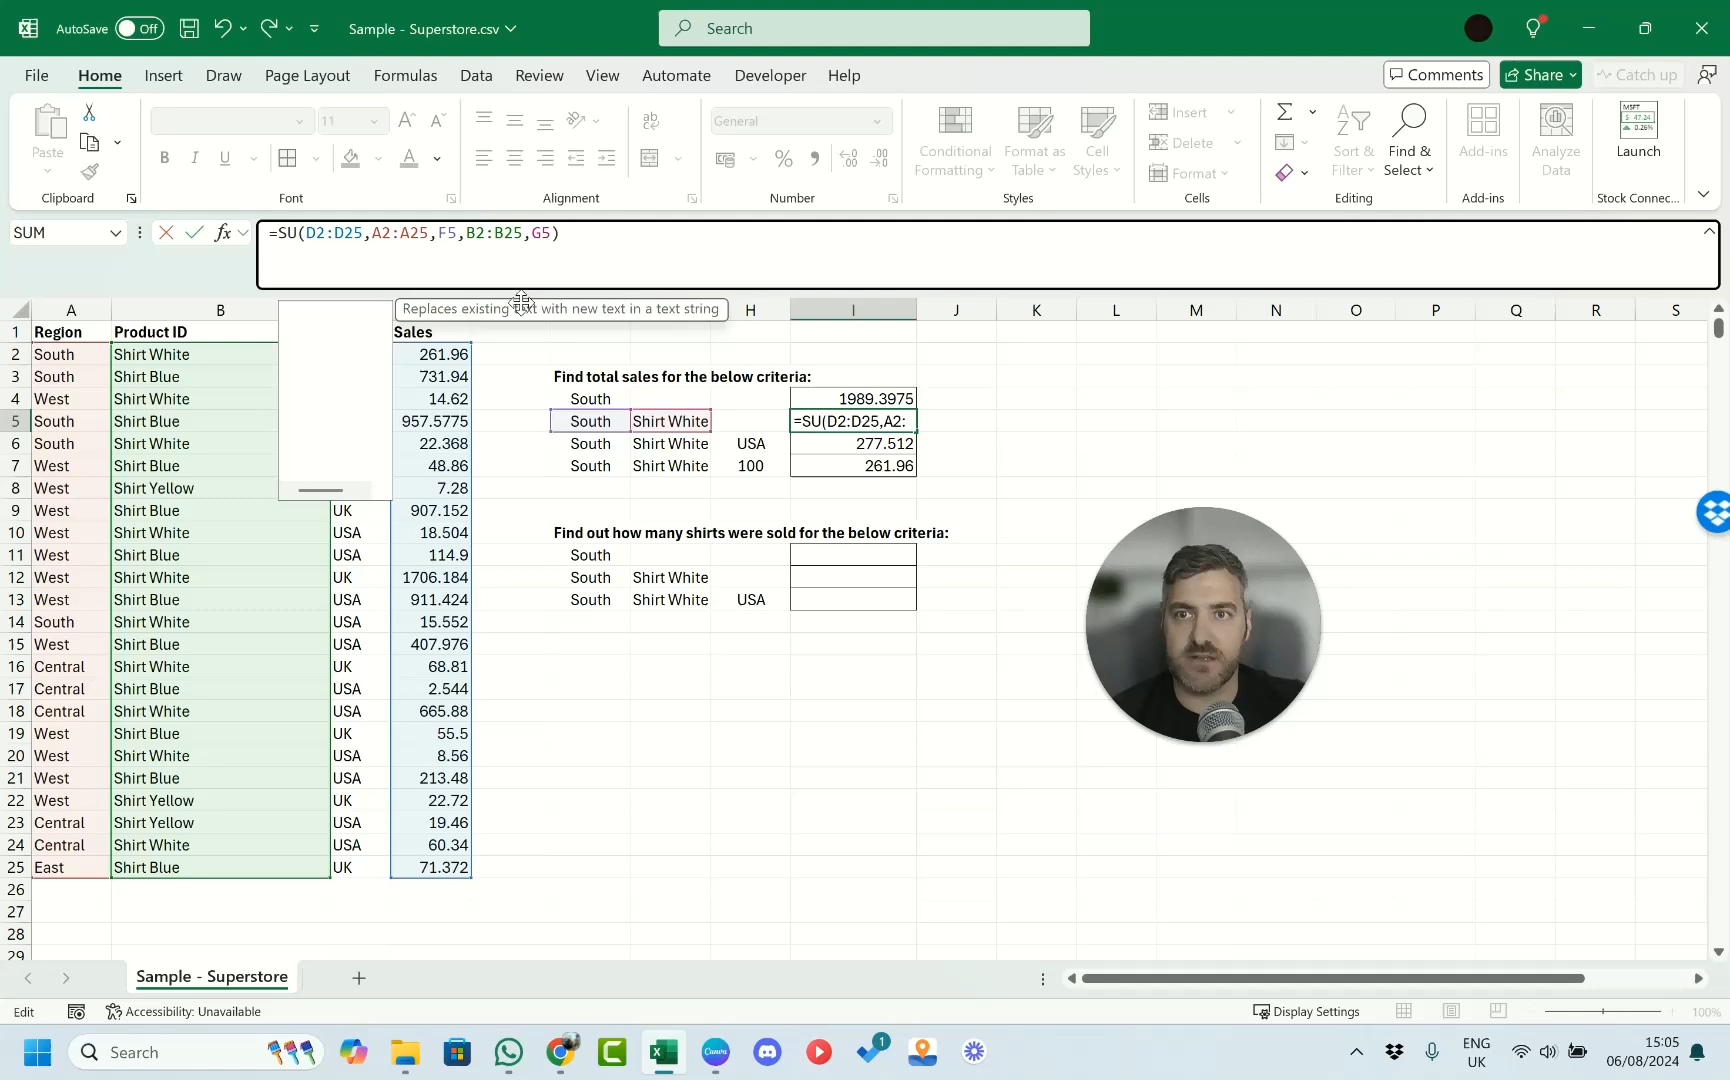 AutoSave Off Sample - Superstore.csv Search
File Home Insert Draw Page Layout Formulas Data Review View Automate Developer Help Comments Share Catch up
Paste
Clipboard
11
B I U A
Font
ab
Alignment
General
%
Number
Conditional Formatting
Format as Table
Cell Styles
Styles
Insert
Delete
Format
Cells
Sort & Filter
Find & Select
Editing
Add-ins
Add-ins
Analyze Data
MSFT
$ 47.24
0.26%
Launch
Stock Connec...
SUM fx =SU(D2:D25,A2:A25,F5,B2:B25,G5)
Replaces existing text with new text in a text string
A B H I J K L M N O P Q R S
1 Region Product ID Sales
2 South Shirt White 261.96
3 South Shirt Blue 731.94 Find total sales for the below criteria:
4 West Shirt White 14.62 South 1989.3975
5 South Shirt Blue 957.5775 South Shirt White =SU(D2:D25,A2:
6 South Shirt White 22.368 South Shirt White USA 277.512
7 West Shirt Blue 48.86 South Shirt White 100 261.96
8 West Shirt Yellow 7.28
9 West Shirt Blue UK 907.152
10 West Shirt White USA 18.504 Find out how many shirts were sold for the below criteria:
11 West Shirt Blue USA 114.9 South
12 West Shirt White UK 1706.184 South Shirt White
13 West Shirt Blue USA 911.424 South Shirt White USA
14 South Shirt White USA 15.552
15 West Shirt Blue USA 407.976
16 Central Shirt White UK 68.81
17 Central Shirt Blue USA 2.544
18 Central Shirt White USA 665.88
19 West Shirt Blue UK 55.5
20 West Shirt White USA 8.56
21 West Shirt Blue USA 213.48
22 West Shirt Yellow UK 22.72
23 Central Shirt Yellow USA 19.46
24 Central Shirt White USA 60.34
25 East Shirt Blue UK 71.372
26
27
28
29
Sample - Superstore
Edit Accessibility: Unavailable Display Settings 100%
Search Canva 1 ENG UK 15:05 06/08/2024